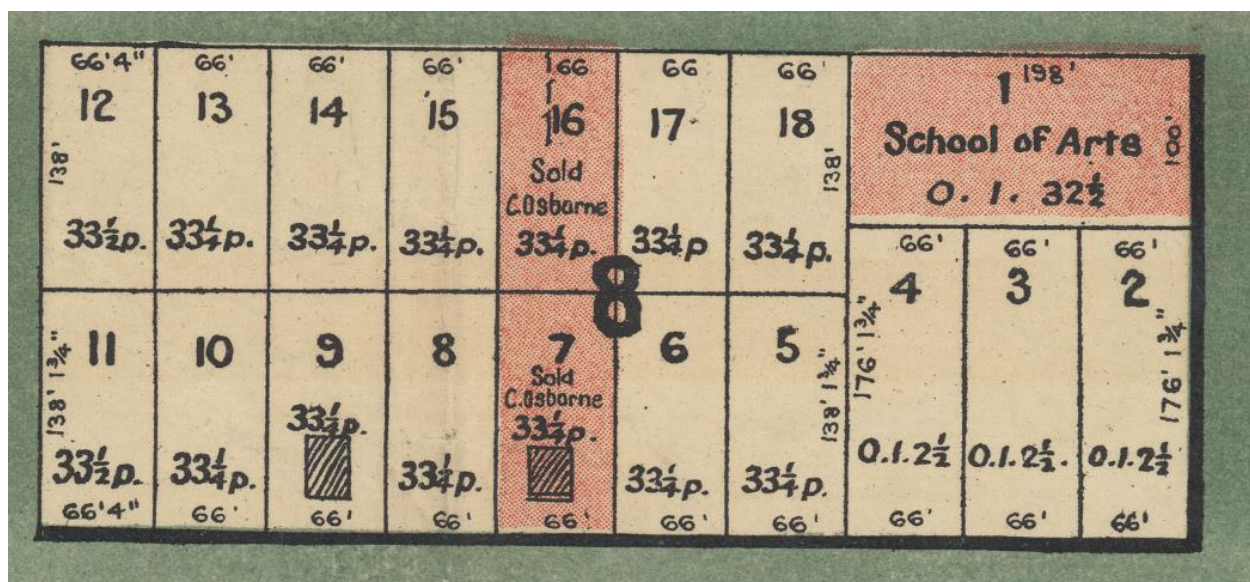 66'4" 66' 66' 66' 66 66 66' 1 198'
12 13 14 15 16 17 18
138' 138' 100'
School of Arts
0. 1. 32½
Sold
C.Osborne
33½p. 33¼p. 33¼p. 33¼p. 33¼p. 33¼p 33¼p.
8
66' 66' 66'
4 3 2
176' 1¾" 176' 1¾"
11 10 9 8 7 6 5
138' 1¾" 138' 1¾"
Sold
C.Osborne
33¼p. 33¼p.
33½p. 33¼p. 33¼p. 33¼p. 33¼p.
0.1.2½ 0.1.2½. 0.1.2½
66'4" 66' 66' 66' 66' 66' 66' 66' 66' 66'